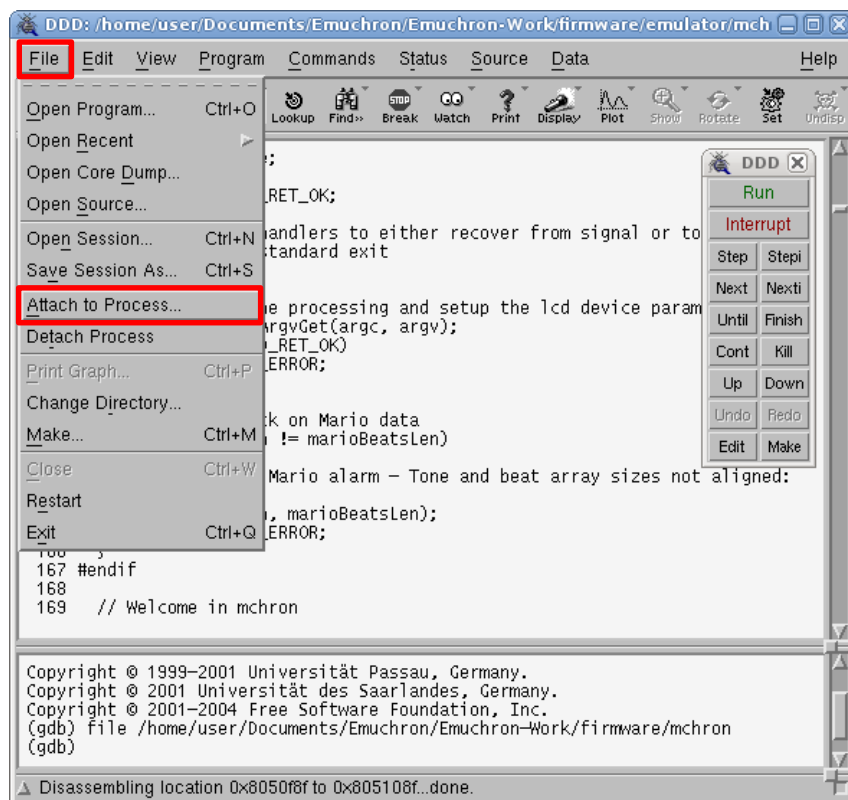 DDD: /home/user/Documents/Emuchron/Emuchron-Work/firmware/emulator/mch
File Edit View Program Commands Status Source Data Help
Lookup Find» Break Watch Print Display Plot Show Rotate Set Undisp
Open Program... Ctrl+O
Open Recent
Open Core Dump...
Open Source...
Open Session... Ctrl+N
Save Session As... Ctrl+S
Attach to Process...
Detach Process
Print Graph... Ctrl+P
Change Directory...
Make... Ctrl+M
Close Ctrl+W
Restart
Exit Ctrl+Q
;
_RET_OK;
andlers to either recover from signal or to
standard exit
e processing and setup the lcd device param
rgvGet(argc, argv);
_RET_OK)
_ERROR;
k on Mario data
!= marioBeatsLen)
Mario alarm – Tone and beat array sizes not aligned:
, marioBeatsLen);
_ERROR;
166 }
167 #endif
168
169 // Welcome in mchron
DDD
Run
Interrupt
Step Stepi
Next Nexti
Until Finish
Cont Kill
Up Down
Undo Redo
Edit Make
Copyright © 1999–2001 Universität Passau, Germany.
Copyright © 2001 Universität des Saarlandes, Germany.
Copyright © 2001–2004 Free Software Foundation, Inc.
(gdb) file /home/user/Documents/Emuchron/Emuchron–Work/firmware/mchron
(gdb)
Disassembling location 0x8050f8f to 0x805108f...done.